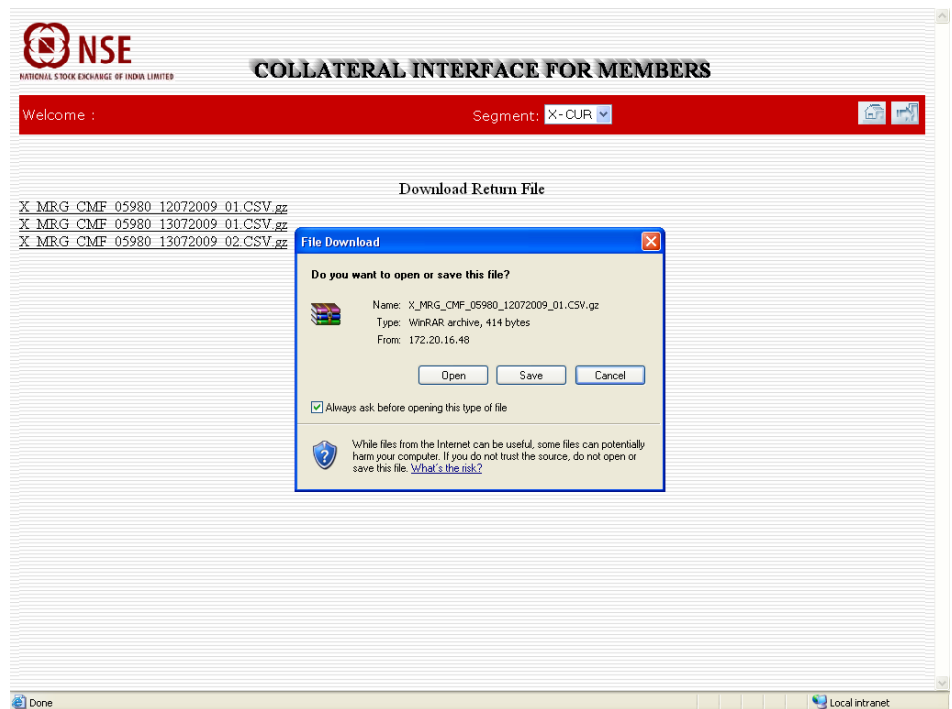 NSE
NATIONAL STOCK EXCHANGE OF INDIA LIMITED
COLLATERAL INTERFACE FOR MEMBERS
Welcome :
Segment: X-CUR
Download Return File
X_MRG_CMF_05980_12072009_01.CSV.gz
X_MRG_CMF_05980_13072009_01.CSV.gz
X_MRG_CMF_05980_13072009_02.CSV.gz
File Download
Do you want to open or save this file?
Name: X_MRG_CMF_05980_12072009_01.CSV.gz
Type: WinRAR archive, 414 bytes
From: 172.20.16.48
Open Save Cancel
Always ask before opening this type of file
While files from the Internet can be useful, some files can potentially
harm your computer. If you do not trust the source, do not open or
save this file. What's the risk?
Done Local intranet